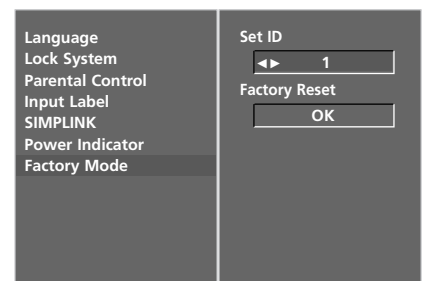 Language
Lock System
Parental Control
Input Label
SIMPLINK
Power Indicator
Factory Mode
Set ID
◄► 1
Factory Reset
OK